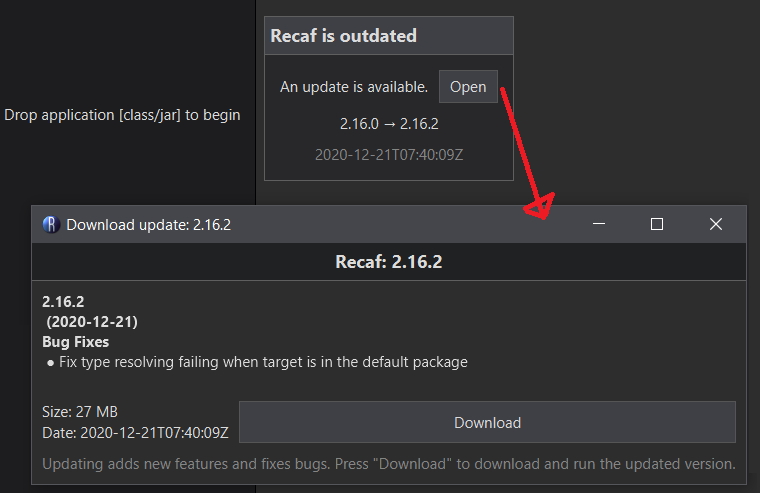 Recaf is outdated
An update is available. Open
Drop application [class/jar] to begin
2.16.0 → 2.16.2
2020-12-21T07:40:09Z
R Download update: 2.16.2
Recaf: 2.16.2
2.16.2
(2020-12-21)
Bug Fixes
● Fix type resolving failing when target is in the default package
Size: 27 MB
Date: 2020-12-21T07:40:09Z
Download
Updating adds new features and fixes bugs. Press "Download" to download and run the updated version.